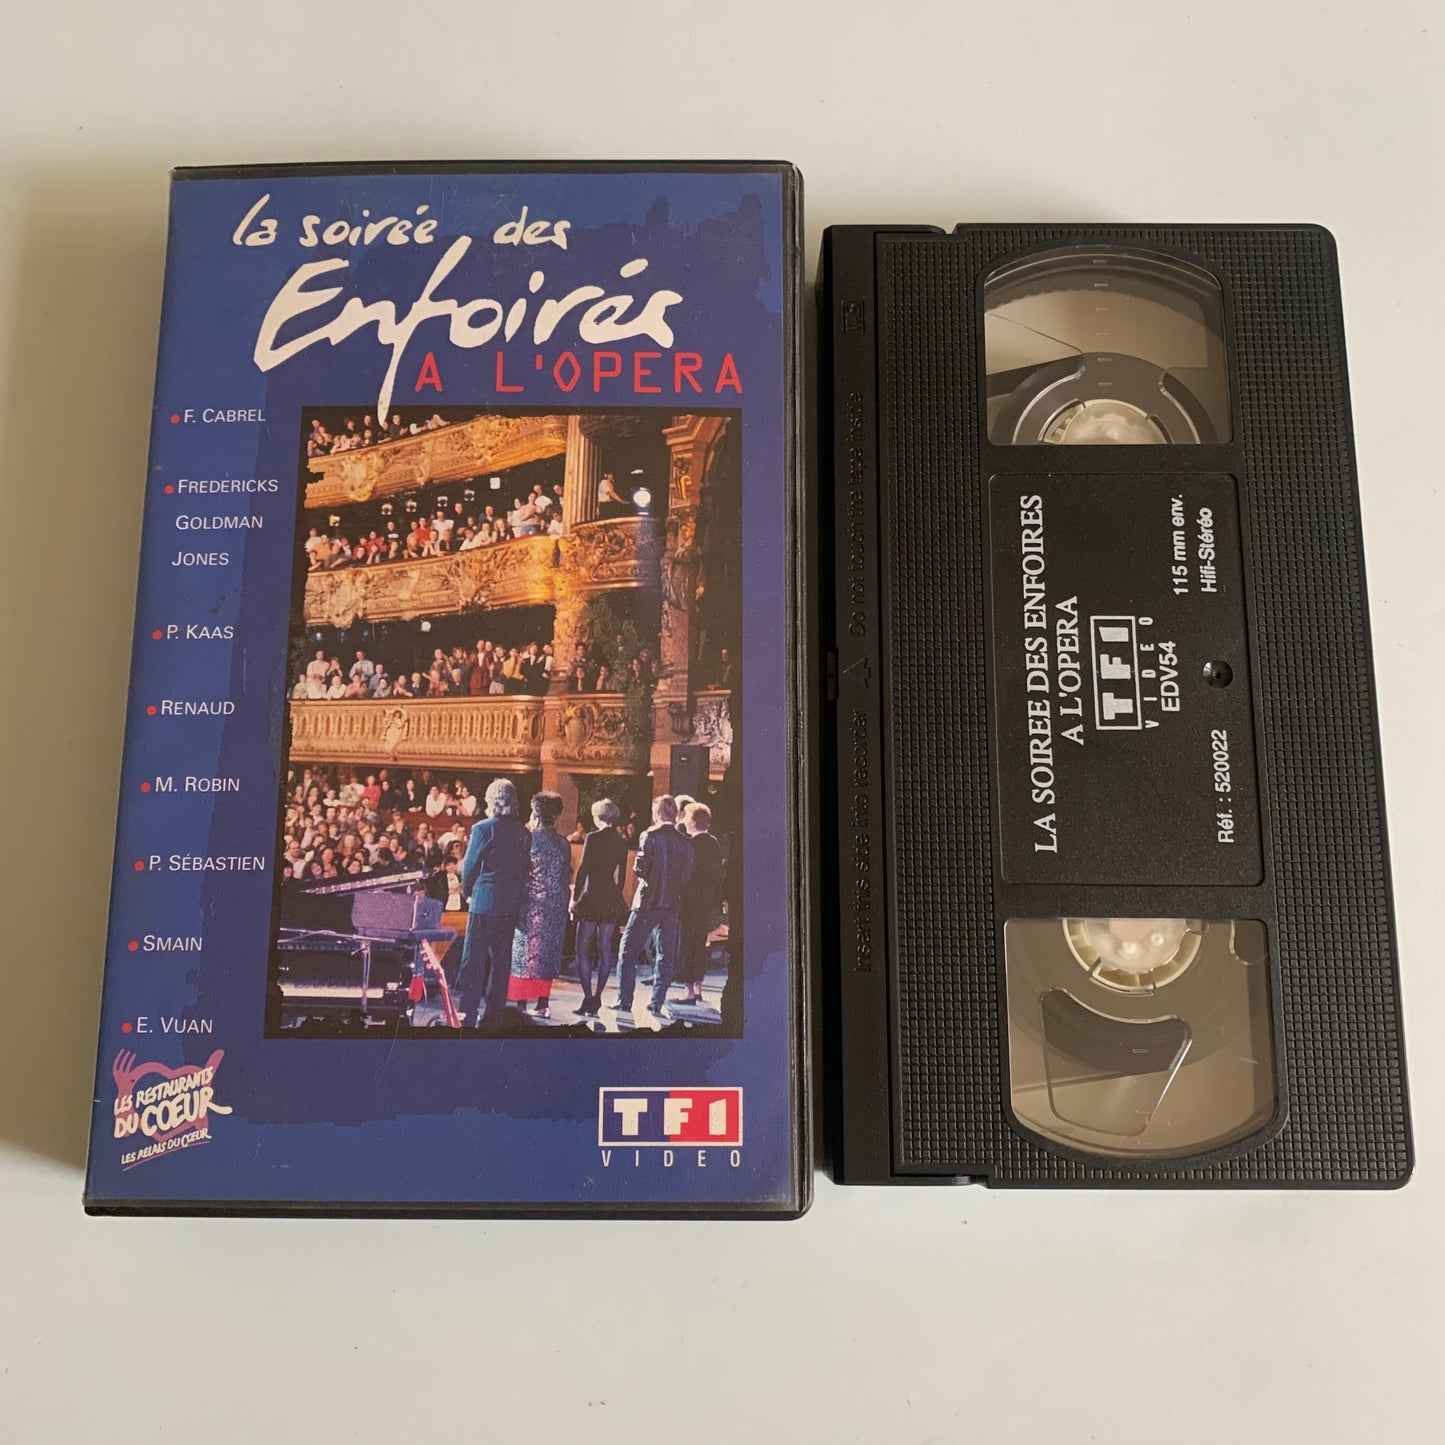 la soirée des
Enfoirés
A L'OPERA
F. CABREL
FREDERICKS
GOLDMAN
JONES
P. KAAS
RENAUD
M. ROBIN
P. SÉBASTIEN
SMAIN
E. VUAN
LES RESTAURANTS
DU CŒUR
LES RELAIS DU CŒUR
TF1
VIDEO
Insert this side into recorder
Do not touch the tape inside
LA SOIREE DES ENFOIRES
A L'OPERA
TF1
VIDEO
EDV54
115 mm env.
Hifi-Stéréo
Réf. : 520022